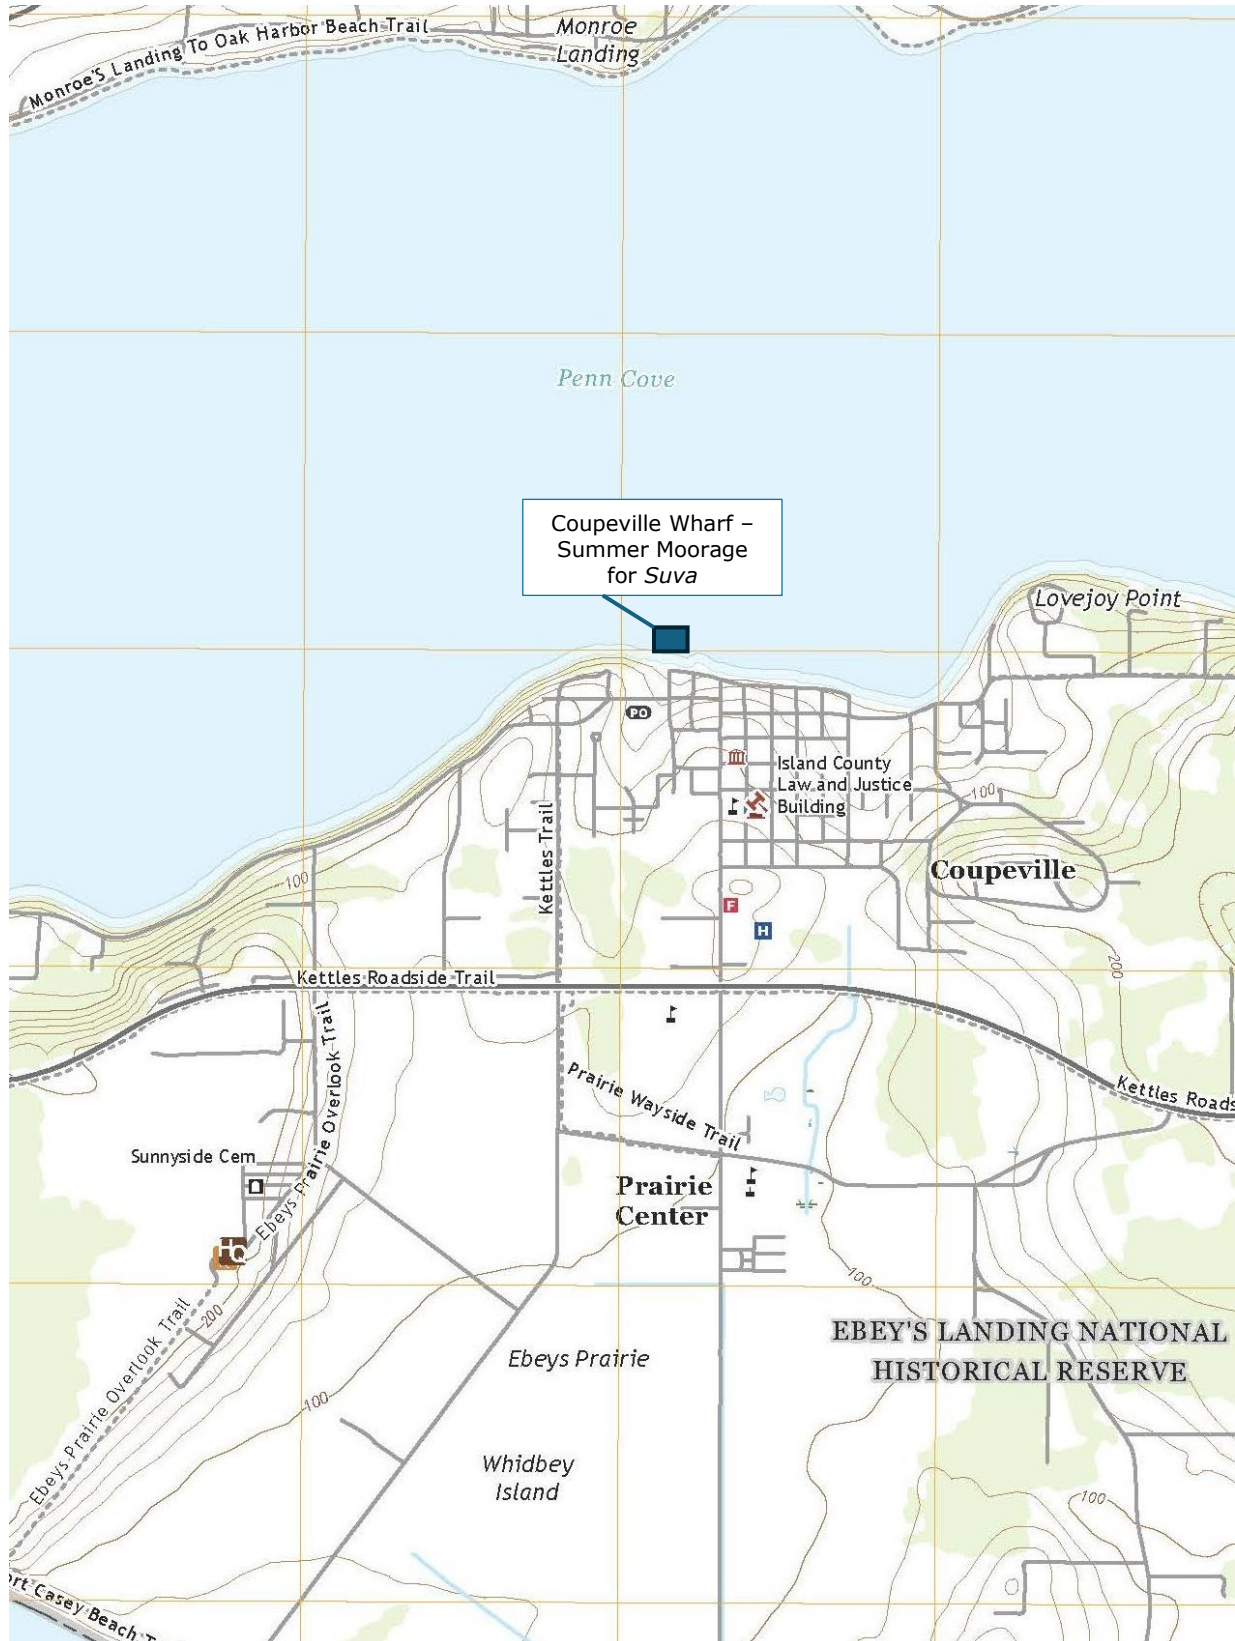 Monroe'S Landing To Oak Harbor Beach Trail
Monroe
Landing
Penn Cove
Coupeville Wharf –
Summer Moorage
for Suva
Lovejoy Point
PO
Island County
Law and Justice
Building
100
Kettles Trail
Coupeville
100
F
H
200
Kettles Roadside Trail
Ebeys Prairie Overlook Trail
Prairie Wayside Trail
Kettles Roads
Sunnyside Cem
Prairie
Center
HQ
200
100
EBEY'S LANDING NATIONAL
HISTORICAL RESERVE
Ebeys Prairie
Ebeys Prairie Overlook Trail
100
Whidbey
Island
100
ort Casey Beach T